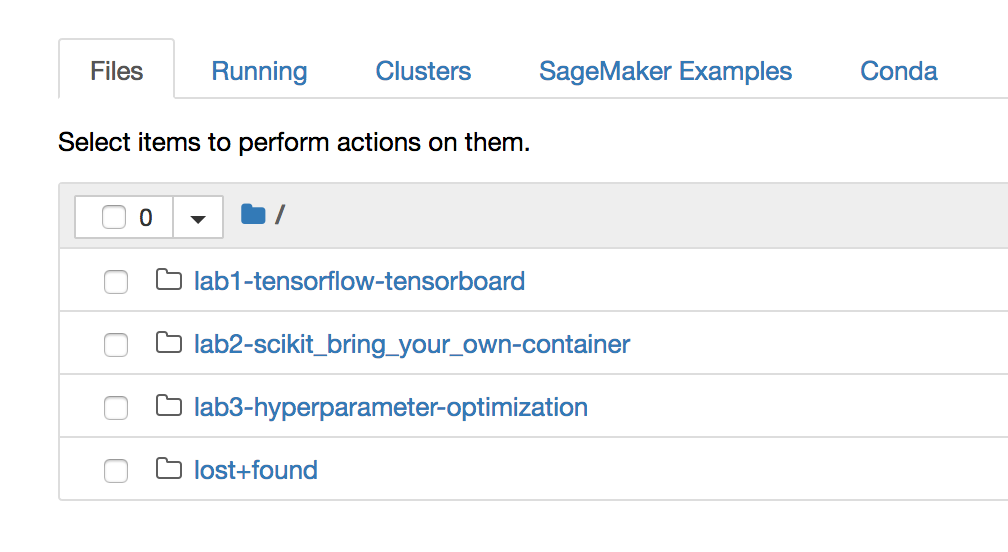 Files Running Clusters SageMaker Examples Conda
Select items to perform actions on them.
0 /
lab1-tensorflow-tensorboard
lab2-scikit_bring_your_own-container
lab3-hyperparameter-optimization
lost+found